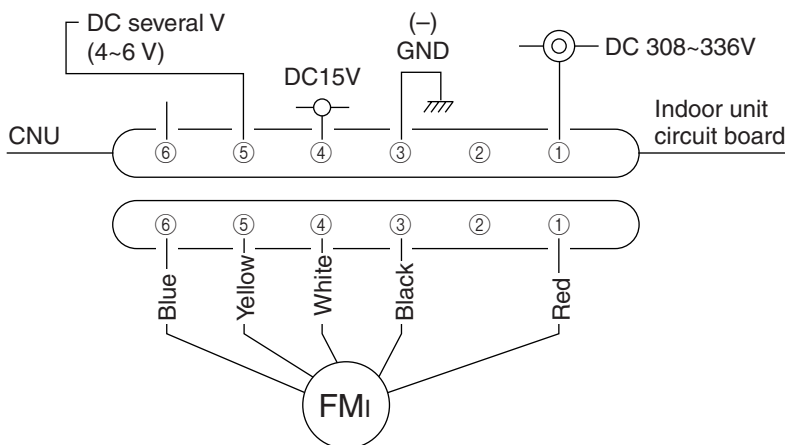 DC several V
(4~6 V)
(–)
GND
DC15V
DC 308~336V
CNU
Indoor unit
circuit board
⑥ ⑤ ④ ③ ② ①
⑥ ⑤ ④ ③ ② ①
Blue
Yellow
White
Black
Red
FMI